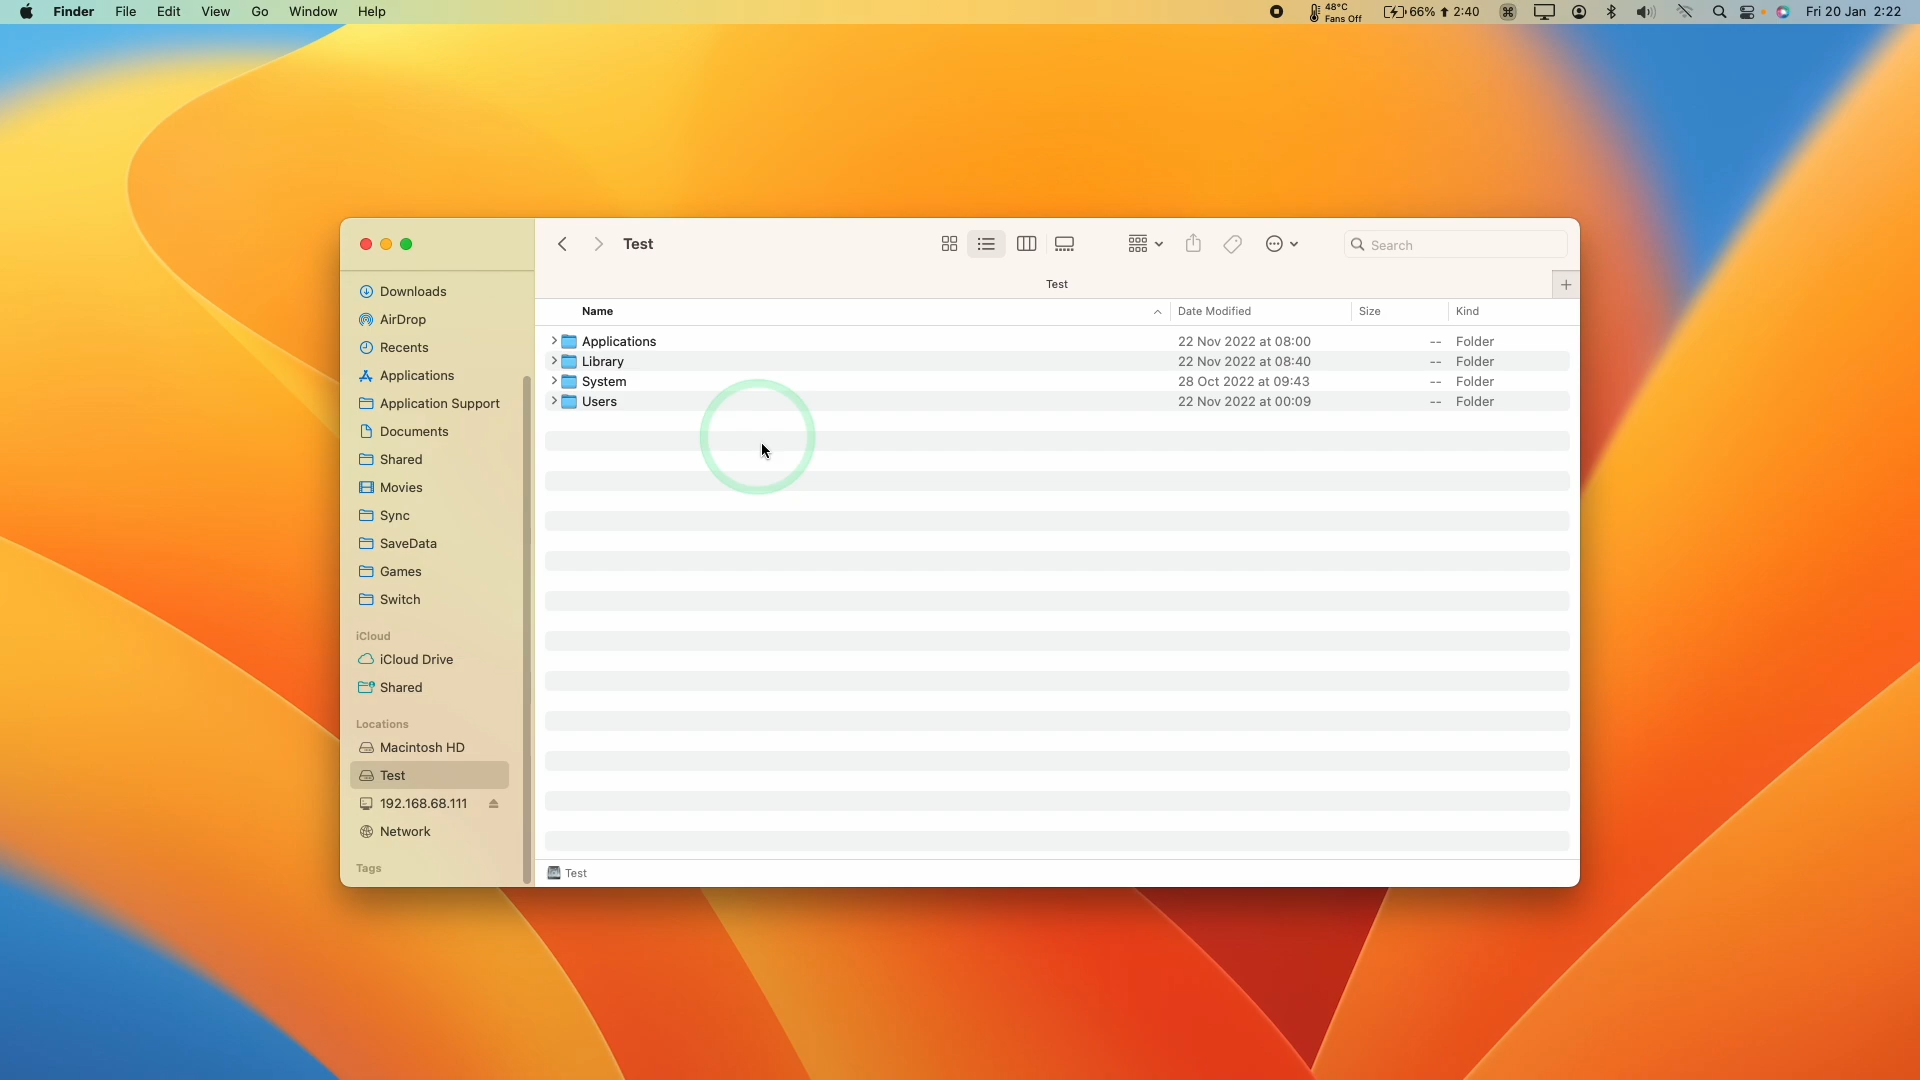 Finder File Edit View Go Window Help 48°C Fans Off 66% 2:40 Fri 20 Jan 2:22
Test Search
Test
Name Date Modified Size Kind
Applications 22 Nov 2022 at 08:00 -- Folder
Library 22 Nov 2022 at 08:40 -- Folder
System 28 Oct 2022 at 09:43 -- Folder
Users 22 Nov 2022 at 00:09 -- Folder
Downloads
AirDrop
Recents
Applications
Application Support
Documents
Shared
Movies
Sync
SaveData
Games
Switch
iCloud
iCloud Drive
Shared
Locations
Macintosh HD
Test
192.168.68.111
Network
Tags
Test